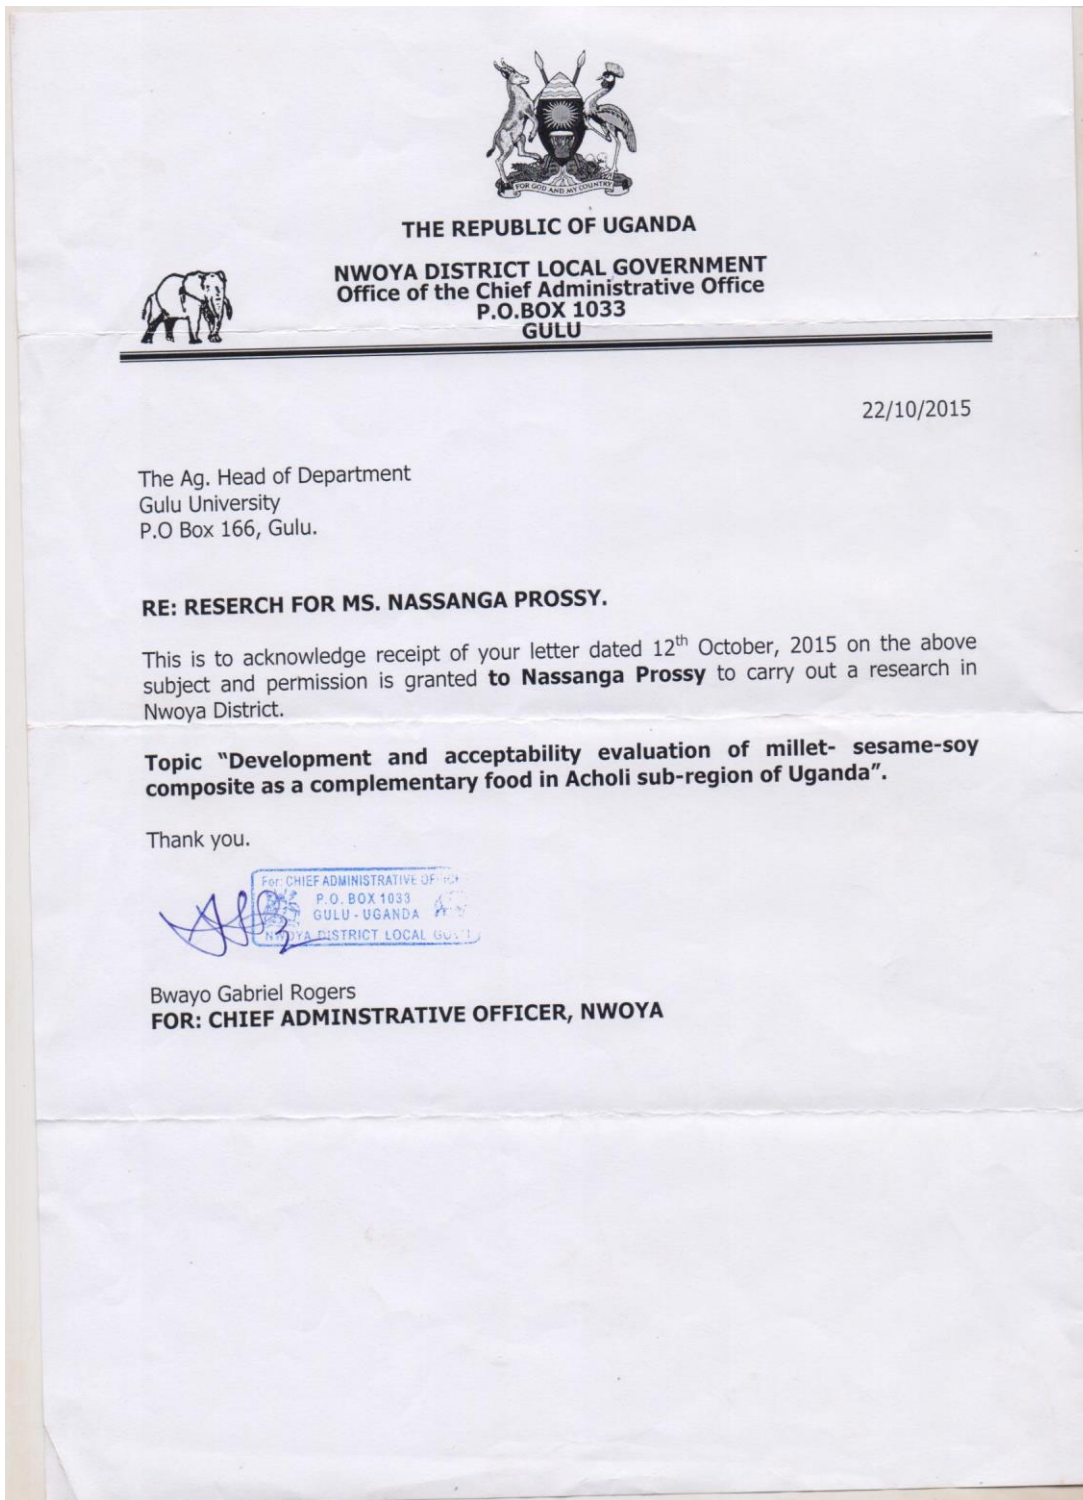 FOR GOD AND MY COUNTRY
THE REPUBLIC OF UGANDA
NWOYA DISTRICT LOCAL GOVERNMENT
Office of the Chief Administrative Office
P.O.BOX 1033
GULU
22/10/2015
The Ag. Head of Department
Gulu University
P.O Box 166, Gulu.
RE: RESERCH FOR MS. NASSANGA PROSSY.
This is to acknowledge receipt of your letter dated 12th October, 2015 on the above
subject and permission is granted to Nassanga Prossy to carry out a research in
Nwoya District.
Topic “Development and acceptability evaluation of millet- sesame-soy
composite as a complementary food in Acholi sub-region of Uganda”.
Thank you.
For: CHIEF ADMINISTRATIVE
P.O. BOX 1033
GULU - UGANDA
NWOYA DISTRICT LOCAL
Bwayo Gabriel Rogers
FOR: CHIEF ADMINSTRATIVE OFFICER, NWOYA